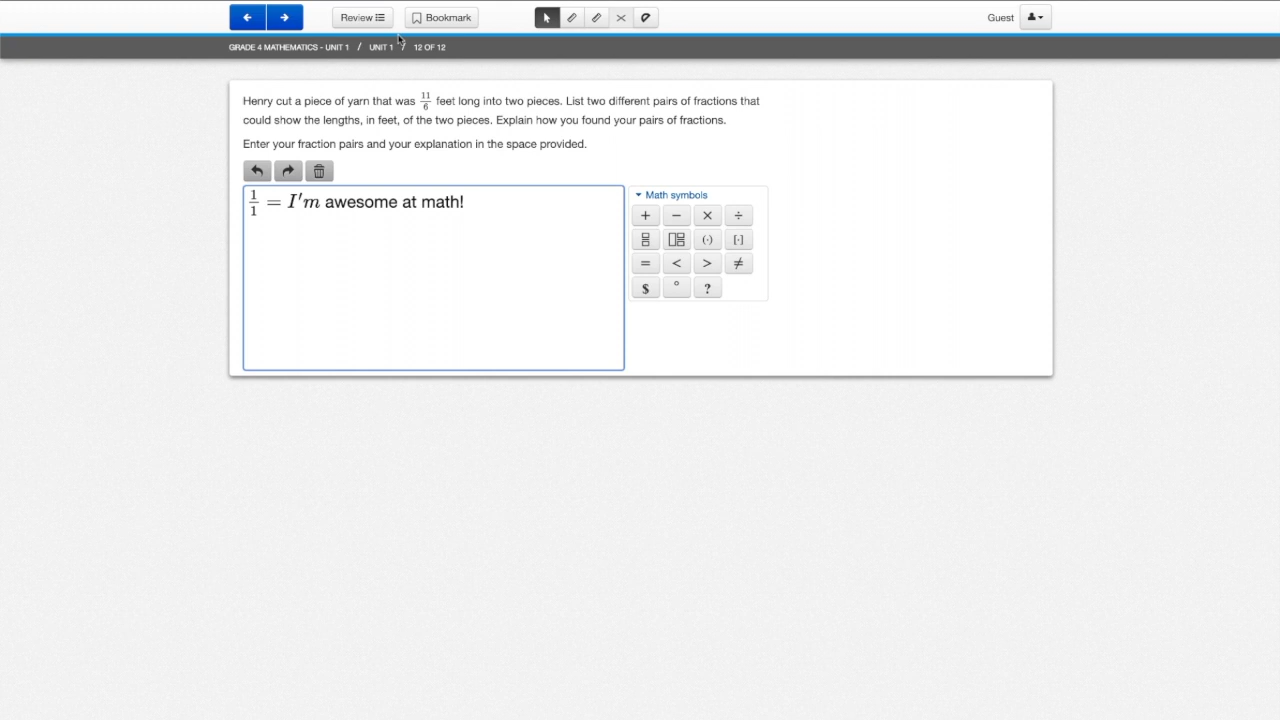 Review Bookmark Guest
GRADE 4 MATHEMATICS - UNIT 1 / UNIT 1 / 12 OF 12
Henry cut a piece of yarn that was 11/6 feet long into two pieces. List two different pairs of fractions that
could show the lengths, in feet, of the two pieces. Explain how you found your pairs of fractions.
Enter your fraction pairs and your explanation in the space provided.
1/1 = I'm awesome at math!
Math symbols
+ − × ÷
(·) [·]
= < > ≠
$ ° ?